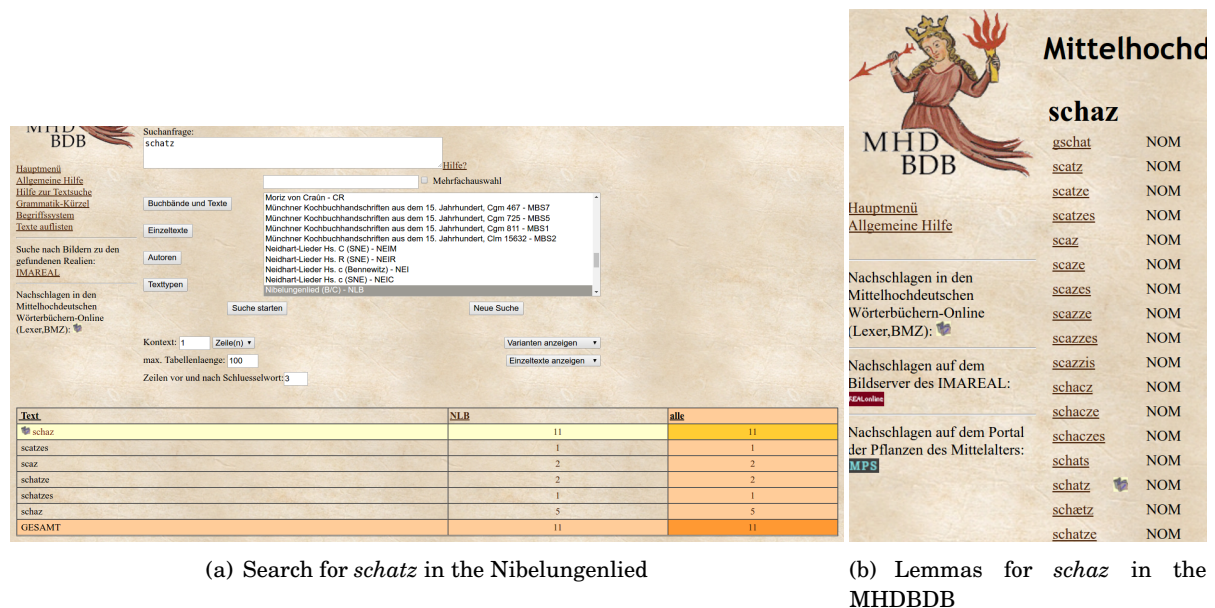 MHD
BDB
Hauptmenü
Allgemeine Hilfe
Hilfe zur Textsuche
Grammatik-Kürzel
Begriffssystem
Texte auflisten
Suche nach Bildern zu den
gefundenen Realien:
IMAREAL
Nachschlagen in den
Mittelhochdeutschen
Wörterbüchern-Online
(Lexer,BMZ):
Suchanfrage:
schatz
Hilfe?
Mehrfachauswahl
Buchbände und Texte
Einzeltexte
Autoren
Texttypen
Moriz von Craûn - CR
Münchner Kochbuchhandschriften aus dem 15. Jahrhundert, Cgm 467 - MBS7
Münchner Kochbuchhandschriften aus dem 15. Jahrhundert, Cgm 725 - MBS5
Münchner Kochbuchhandschriften aus dem 15. Jahrhundert, Cgm 811 - MBS1
Münchner Kochbuchhandschriften aus dem 15. Jahrhundert, Clm 15632 - MBS2
Neidhart-Lieder Hs. C (SNE) - NEIM
Neidhart-Lieder Hs. R (SNE) - NEIR
Neidhart-Lieder Hs. c (Bennewitz) - NEI
Neidhart-Lieder Hs. c (SNE) - NEIC
Nibelungenlied (B/C) - NLB
Suche starten Neue Suche
Kontext: 1 Zeile(n) Varianten anzeigen
max. Tabellenlaenge: 100 Einzeltexte anzeigen
Zeilen vor und nach Schluesselwort: 3
Text NLB alle
schaz 11 11
scatzes 1 1
scaz 2 2
schatze 2 2
schatzes 1 1
schaz 5 5
GESAMT 11 11
(a) Search for schatz in the Nibelungenlied
MHD
BDB
Hauptmenü
Allgemeine Hilfe
Nachschlagen in den
Mittelhochdeutschen
Wörterbüchern-Online
(Lexer,BMZ):
Nachschlagen auf dem
Bildserver des IMAREAL:
REALonline
Nachschlagen auf dem Portal
der Pflanzen des Mittelalters:
MPS
Mittelhochd
schaz
gschat NOM
scatz NOM
scatze NOM
scatzes NOM
scaz NOM
scaze NOM
scazes NOM
scazze NOM
scazzes NOM
scazzis NOM
schacz NOM
schacze NOM
schaczes NOM
schats NOM
schatz NOM
schætz NOM
schatze NOM
(b) Lemmas for schaz in the
MHDBDB